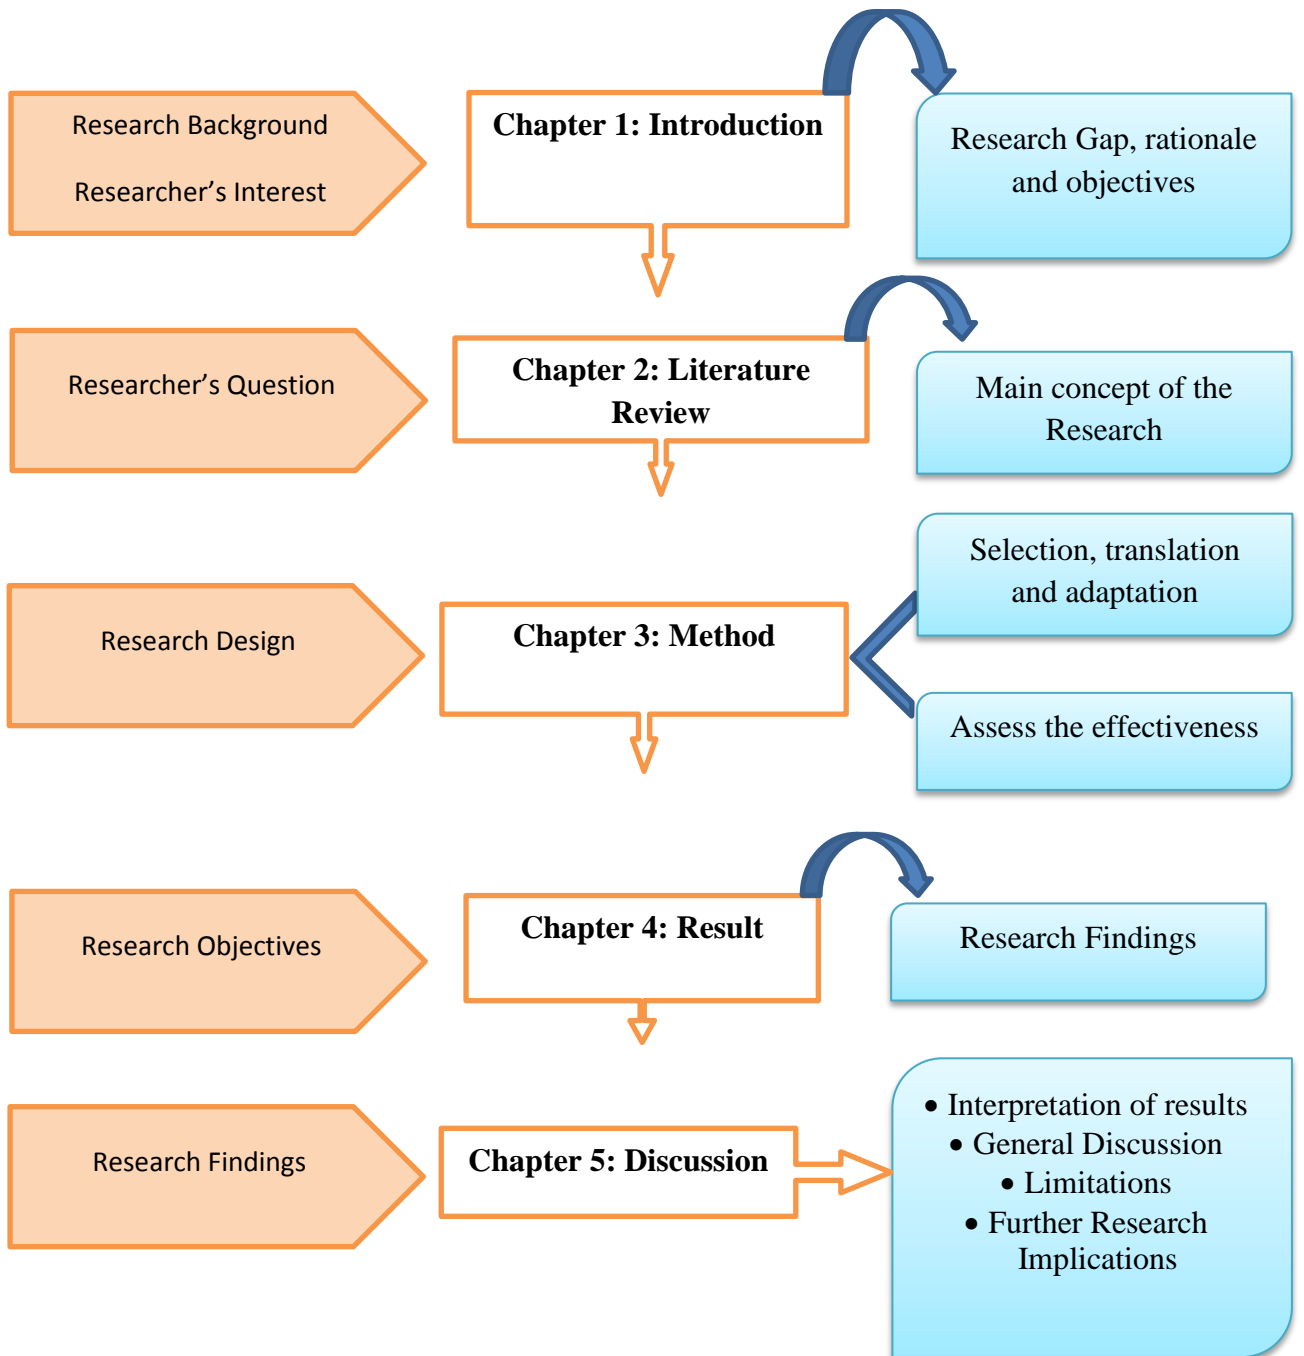 Research Background
Researcher’s Interest
Chapter 1: Introduction
Research Gap, rationale
and objectives
Researcher’s Question
Chapter 2: Literature
Review
Main concept of the
Research
Research Design
Chapter 3: Method
Selection, translation
and adaptation
Assess the effectiveness
Research Objectives
Chapter 4: Result
Research Findings
Research Findings
Chapter 5: Discussion
• Interpretation of results
• General Discussion
• Limitations
• Further Research
Implications